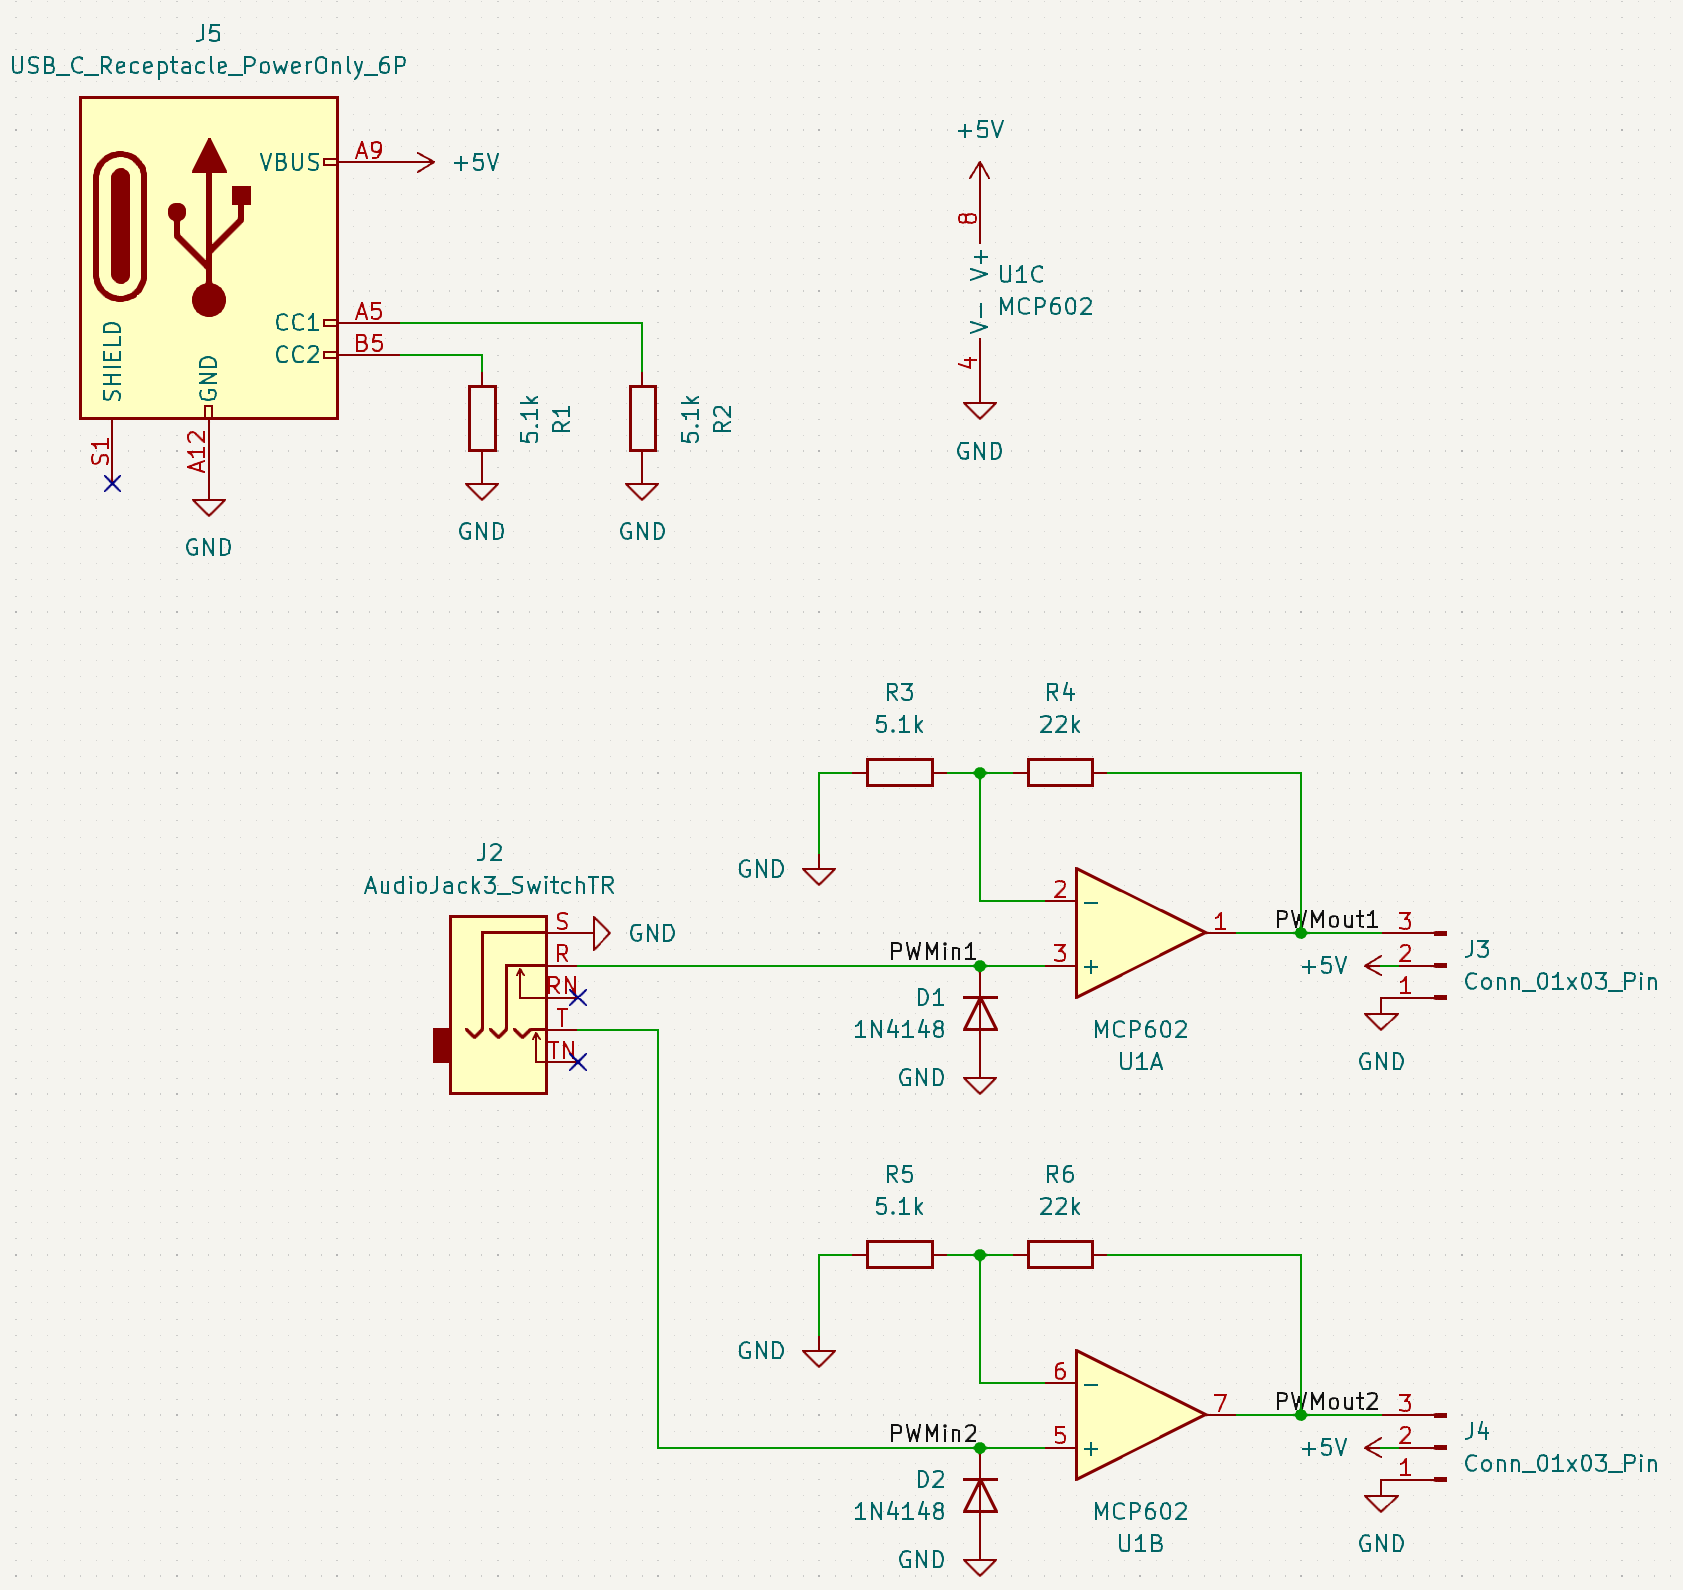 J5
USB_C_Receptacle_PowerOnly_6P
VBUS
A9
+5V
CC1
A5
CC2
B5
SHIELD
GND
S1
A12
GND
5.1k
R1
GND
5.1k
R2
GND
+5V
8
V+
U1C
MCP602
V−
4
GND
R3
5.1k
R4
22k
GND
J2
AudioJack3_SwitchTR
S
GND
R
RN
T
TN
PWMin1
2
−
3
+
1
PWMout1
D1
1N4148
GND
MCP602
U1A
3
+5V
2
1
J3
Conn_01x03_Pin
GND
R5
5.1k
R6
22k
GND
PWMin2
6
−
5
+
7
PWMout2
D2
1N4148
GND
MCP602
U1B
3
+5V
2
1
J4
Conn_01x03_Pin
GND